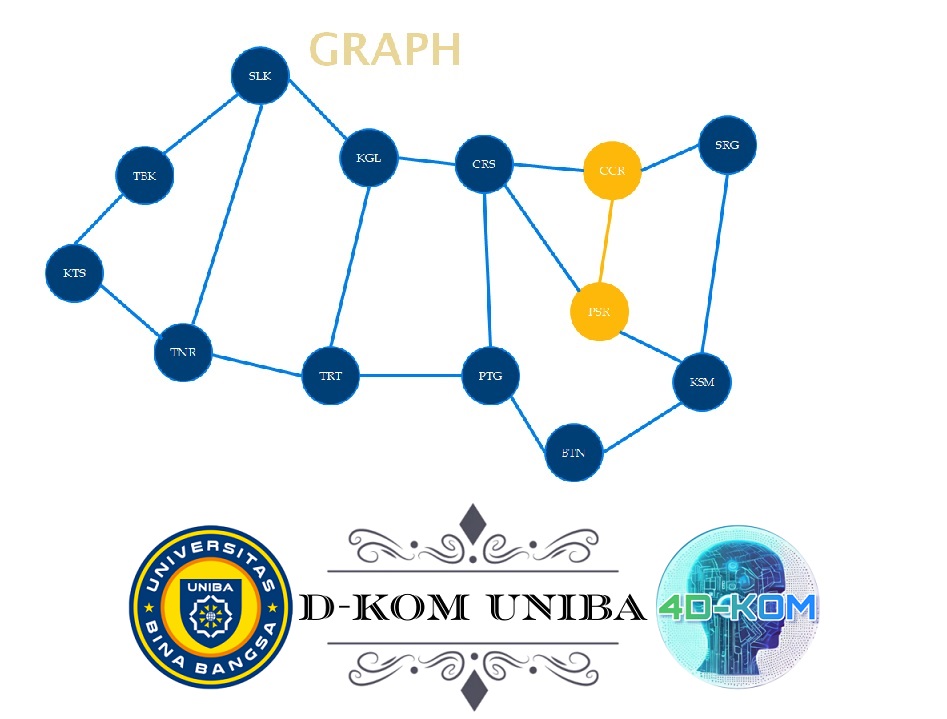 GRAPH
SLK
KGL
CRS
CCR
SRG
TBK
KTS
PSR
TNR
TRT
PTG
KSM
BTN
UNIVERSITAS
UNIBA
BINA BANGSA
D-KOM UNIBA
4D-KOM